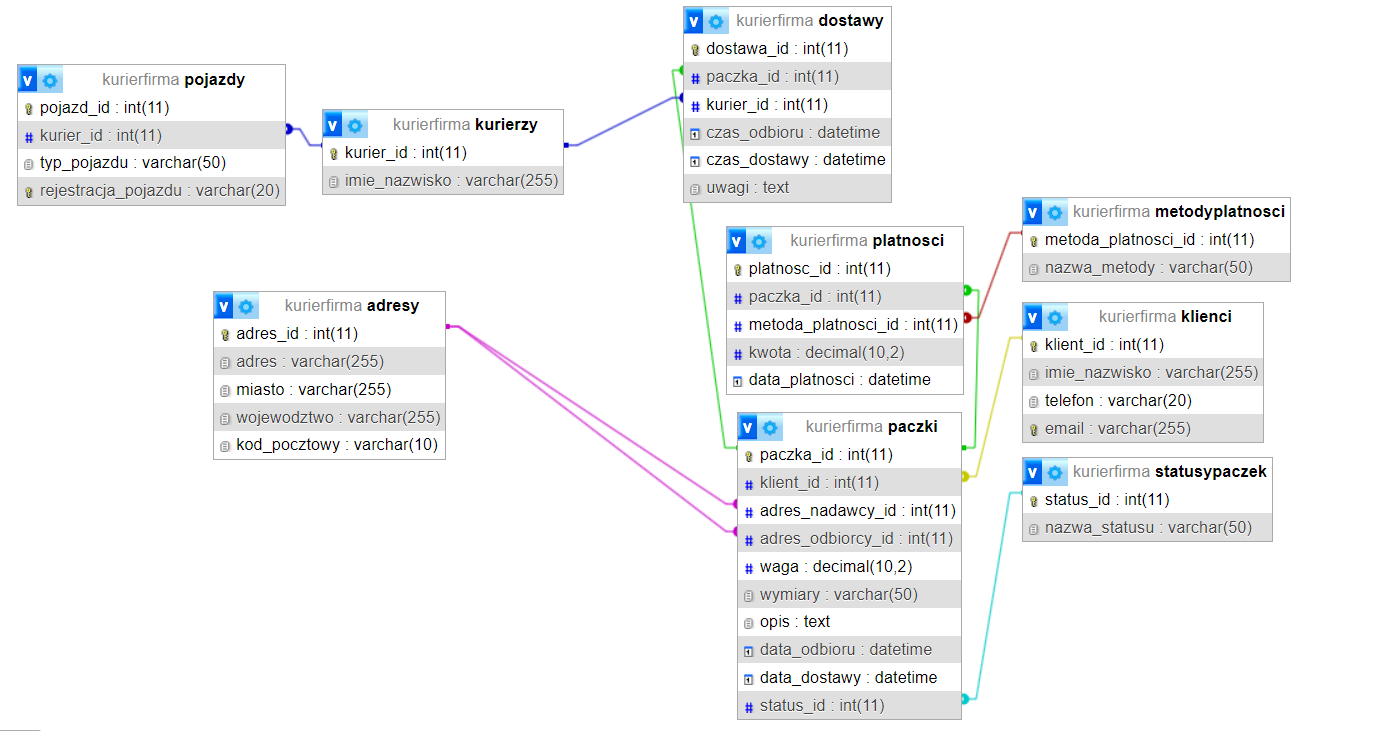 kurierfirma dostawy
dostawa_id : int(11)
paczka_id : int(11)
kurier_id : int(11)
czas_odbioru : datetime
czas_dostawy : datetime
uwagi : text
kurierfirma pojazdy
pojazd_id : int(11)
kurier_id : int(11)
typ_pojazdu : varchar(50)
rejestracja_pojazdu : varchar(20)
kurierfirma kurierzy
kurier_id : int(11)
imie_nazwisko : varchar(255)
kurierfirma metodyplatnosci
metoda_platnosci_id : int(11)
nazwa_metody : varchar(50)
kurierfirma platnosci
platnosc_id : int(11)
paczka_id : int(11)
metoda_platnosci_id : int(11)
kwota : decimal(10,2)
data_platnosci : datetime
kurierfirma adresy
adres_id : int(11)
adres : varchar(255)
miasto : varchar(255)
wojewodztwo : varchar(255)
kod_pocztowy : varchar(10)
kurierfirma klienci
klient_id : int(11)
imie_nazwisko : varchar(255)
telefon : varchar(20)
email : varchar(255)
kurierfirma paczki
paczka_id : int(11)
klient_id : int(11)
adres_nadawcy_id : int(11)
adres_odbiorcy_id : int(11)
waga : decimal(10,2)
wymiary : varchar(50)
opis : text
data_odbioru : datetime
data_dostawy : datetime
status_id : int(11)
kurierfirma statusypaczek
status_id : int(11)
nazwa_statusu : varchar(50)